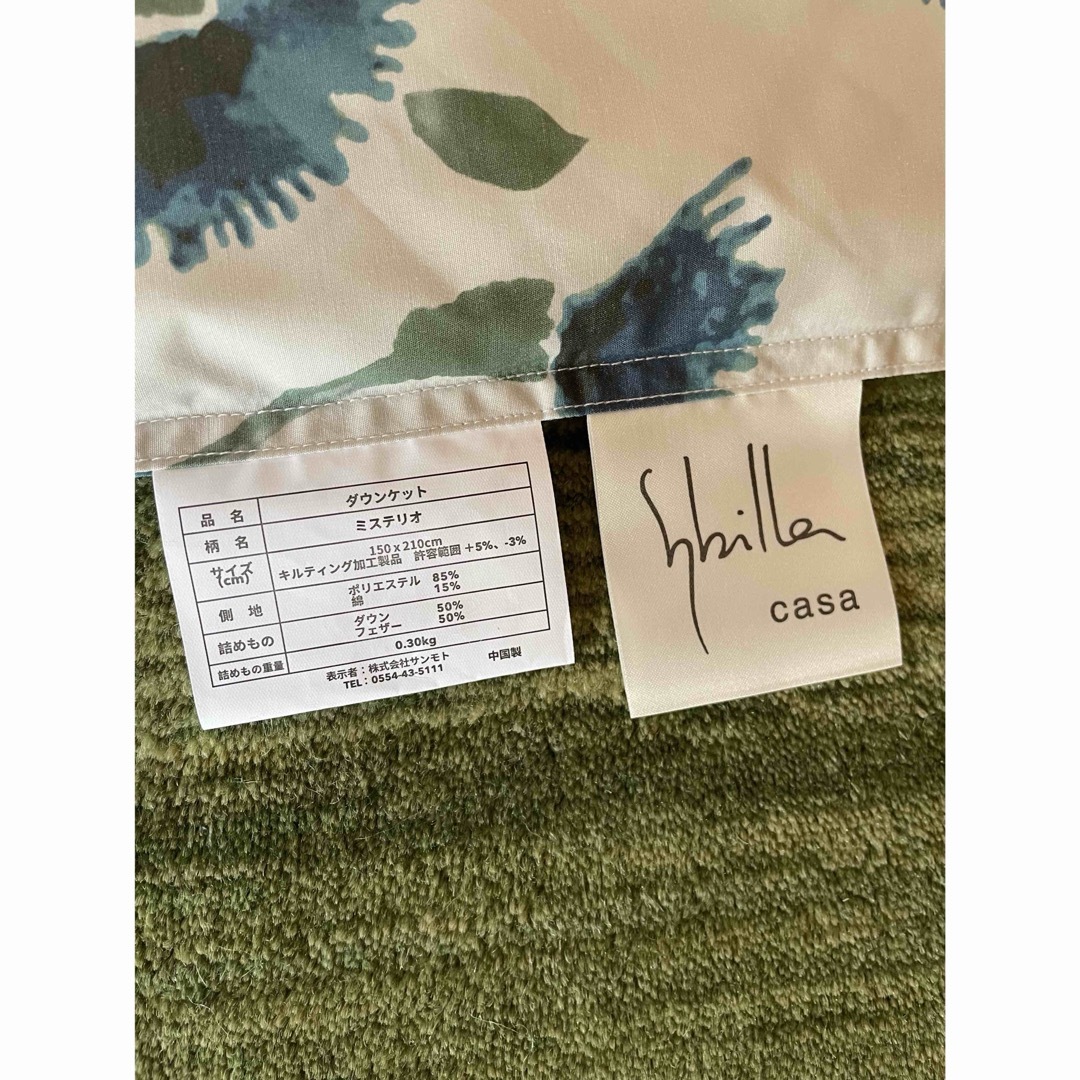 品 名 ダウンケット
柄 名 ミステリオ
サイズ 150x210cm
(cm) キルティング加工製品 許容範囲 +5%、-3%
側 地 ポリエステル 85%
綿 15%
詰めもの ダウン 50%
フェザー 50%
詰めもの重量 0.30kg
表示者:株式会社サンモト 中国製
TEL:0554-43-5111
Sybilla
casa